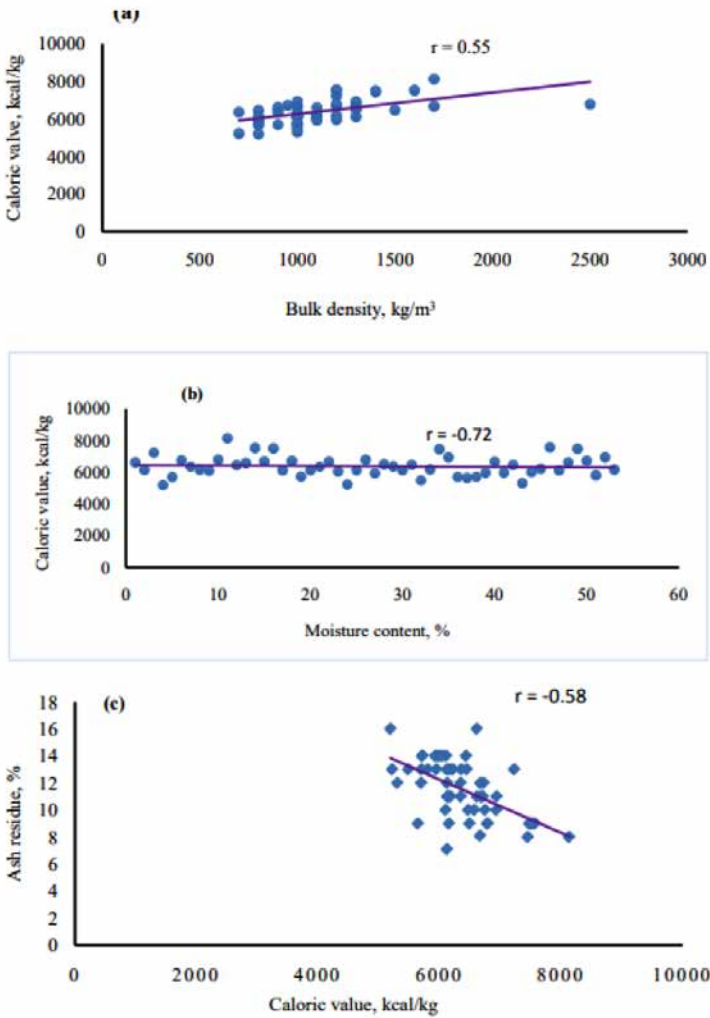 (a)
r = 0.55
10000
8000
6000
4000
2000
0
Caloric valve, kcal/kg
0 500 1000 1500 2000 2500 3000
Bulk density, kg/m³
(b)
r = -0.72
10000
8000
6000
4000
2000
0
Caloric value, kcal/kg
0 10 20 30 40 50 60
Moisture content, %
(c)
r = -0.58
18
16
14
12
10
8
6
4
2
0
Ash residue, %
0 2000 4000 6000 8000 10000
Caloric value, kcal/kg